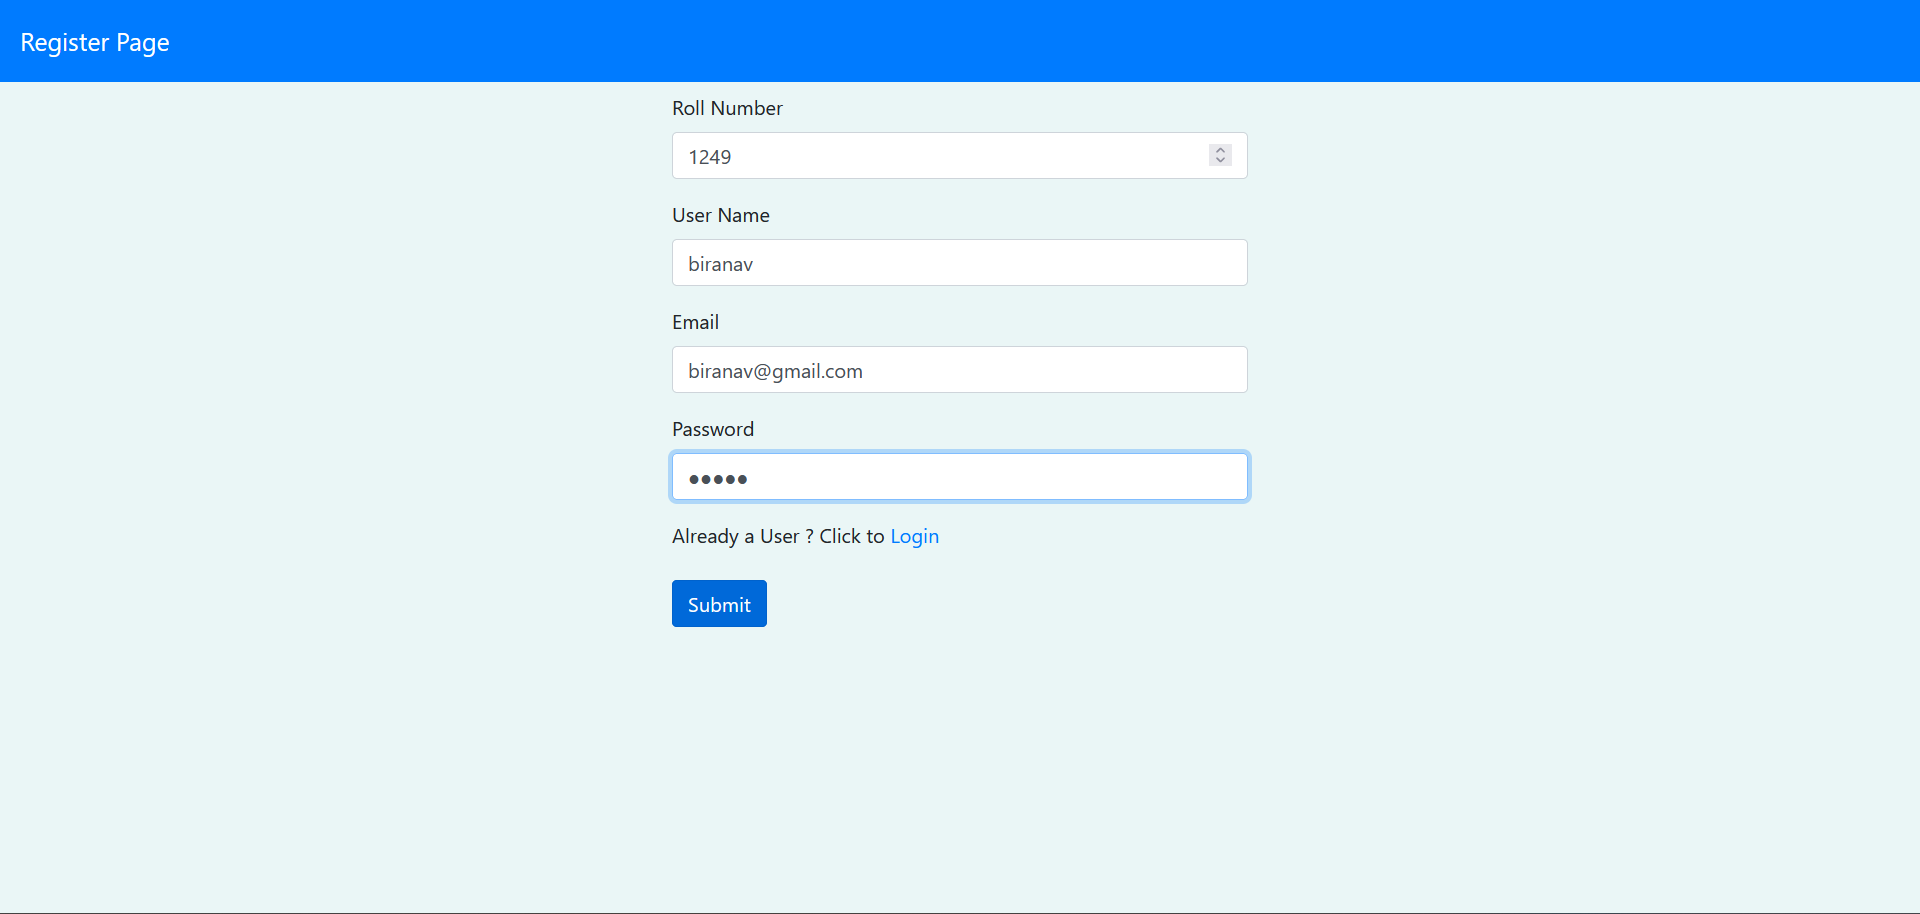 Register Page
Roll Number
1249
User Name
biranav
Email
biranav@gmail.com
Password
●●●●●
Already a User ? Click to Login
Submit